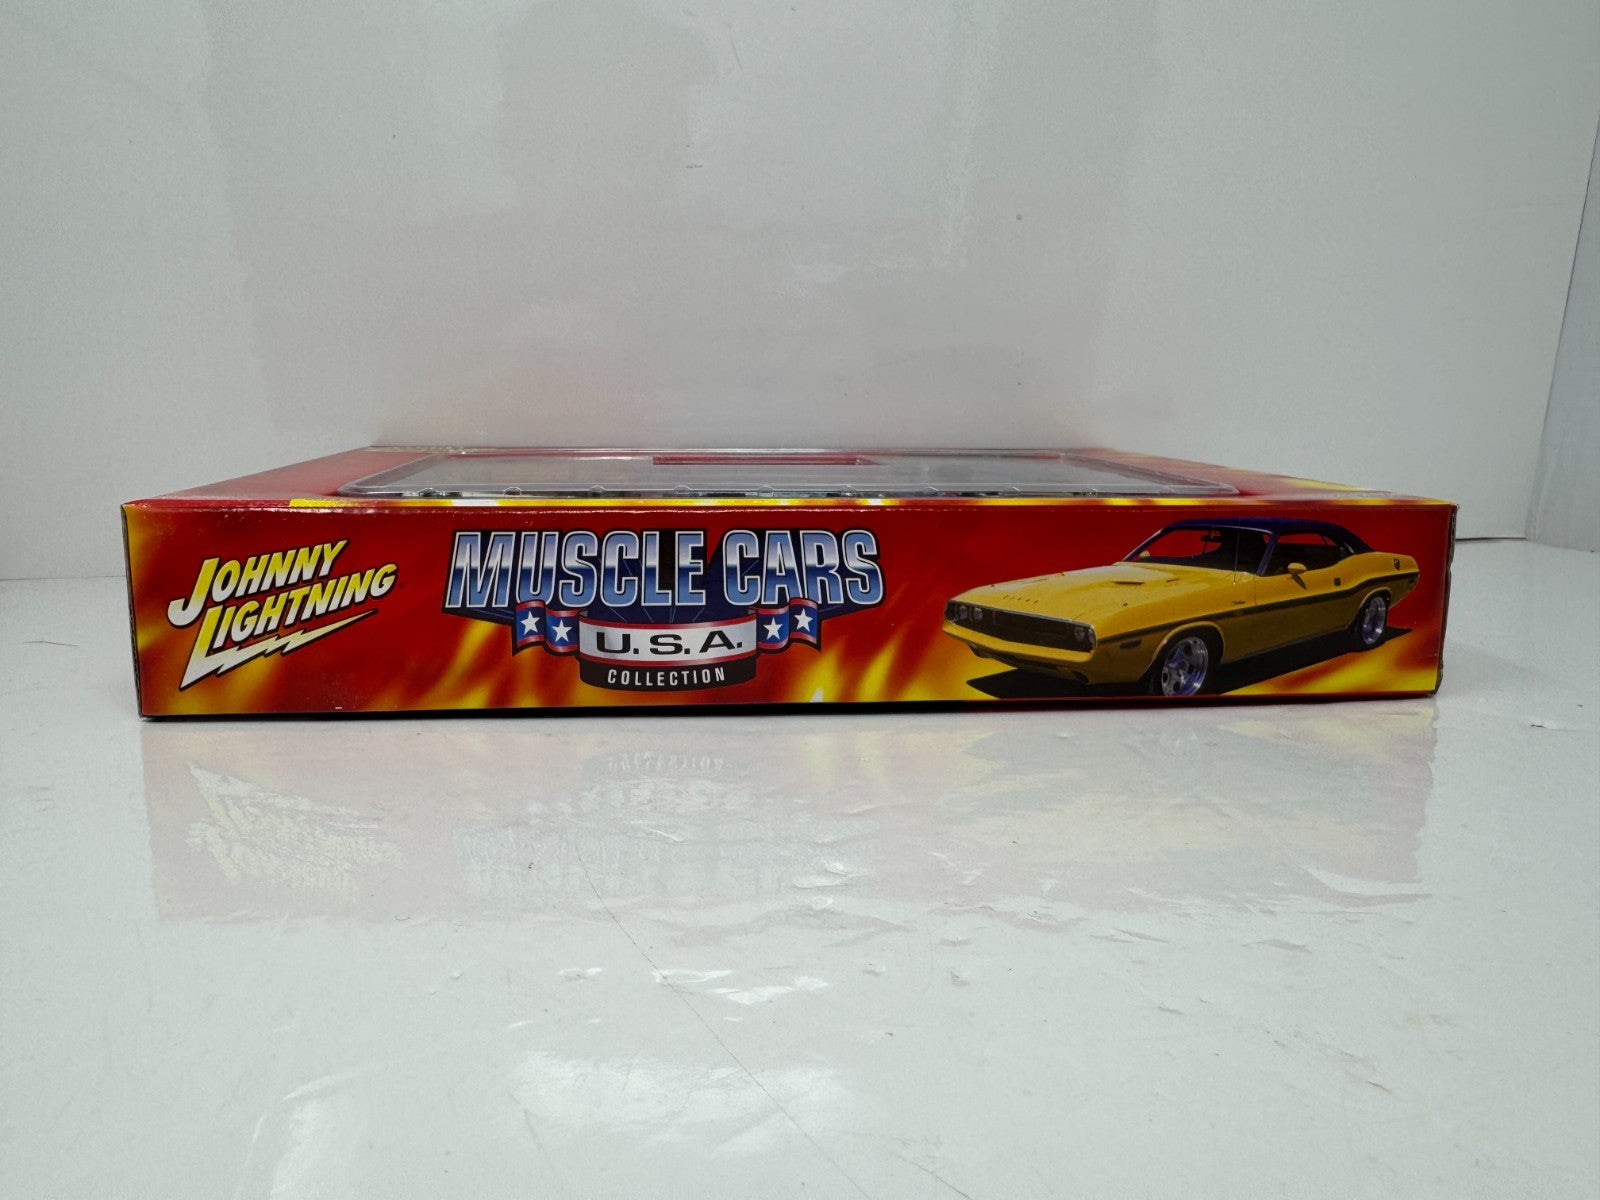 JOHNNY
LIGHTNING
MUSCLE CARS
U.S.A.
COLLECTION